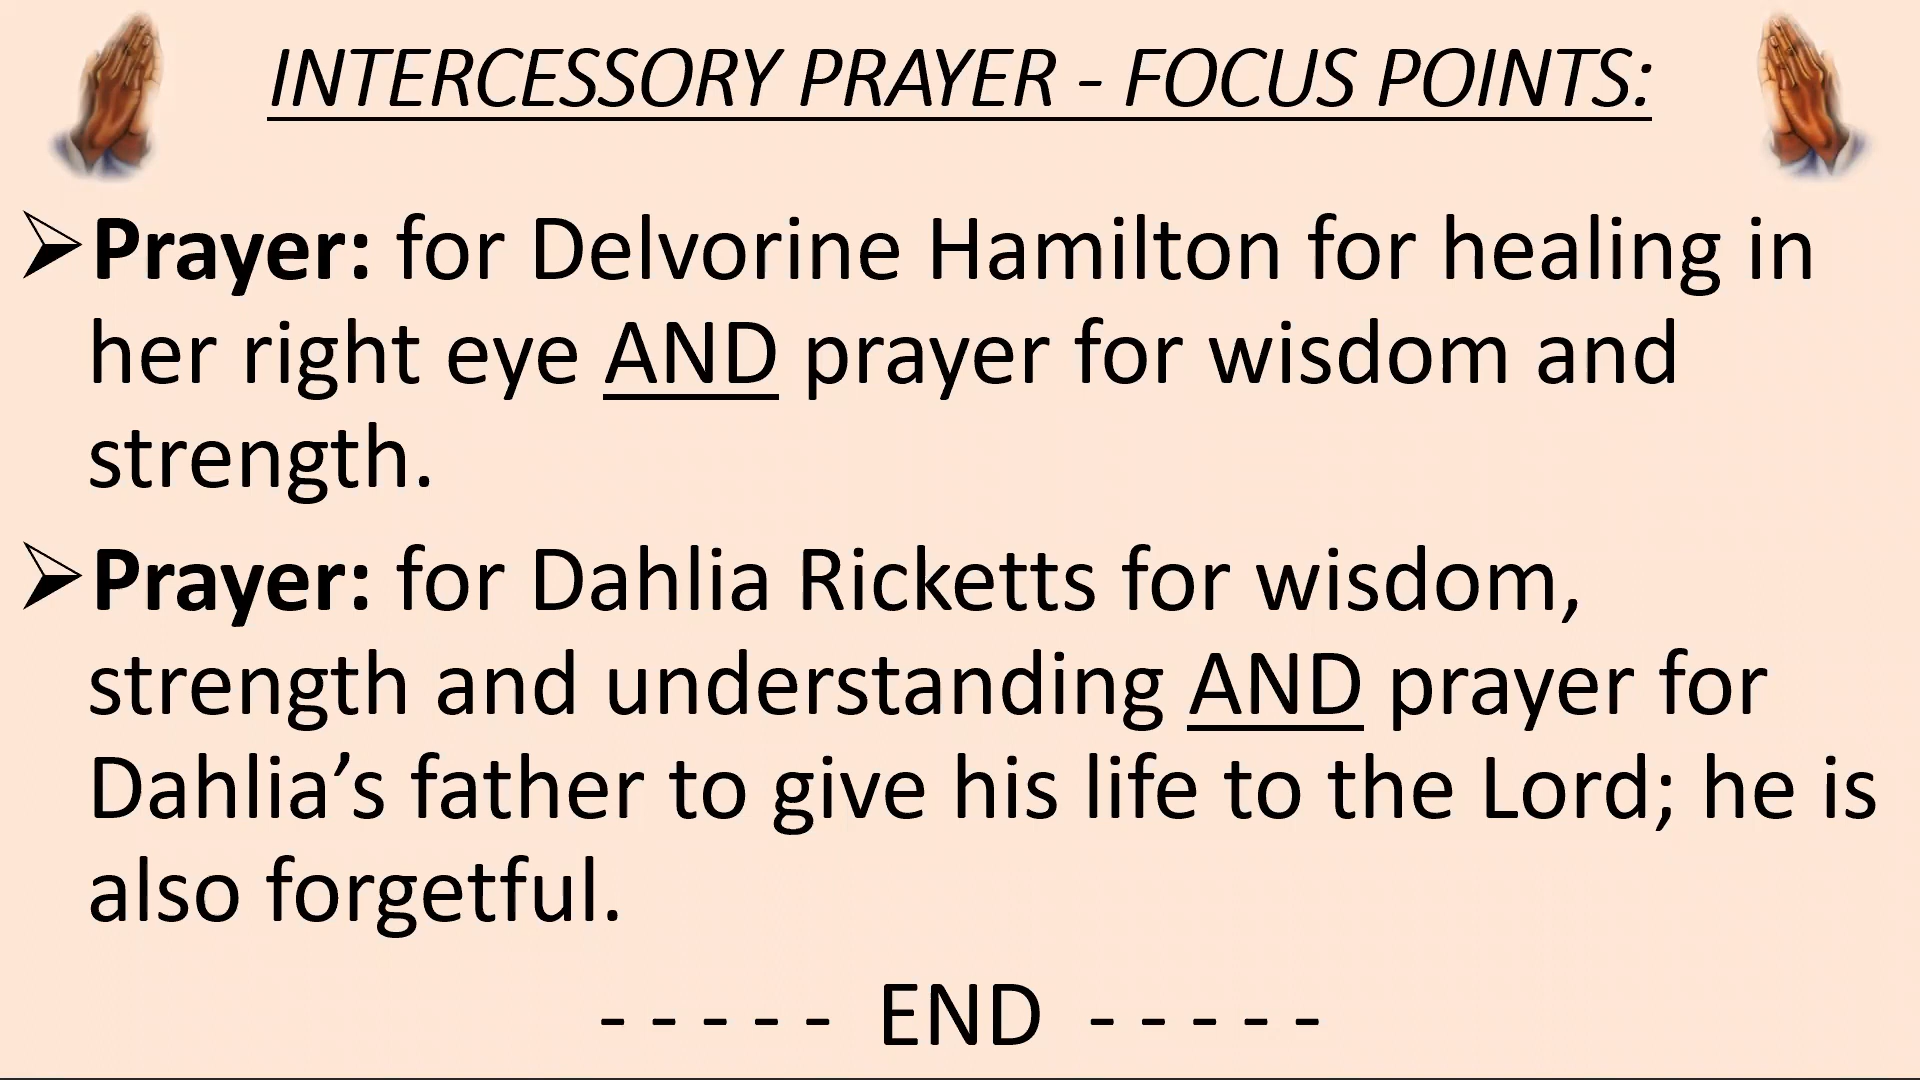 INTERCESSORY PRAYER - FOCUS POINTS:
➢Prayer: for Delvorine Hamilton for healing in
her right eye AND prayer for wisdom and
strength.
➢Prayer: for Dahlia Ricketts for wisdom,
strength and understanding AND prayer for
Dahlia’s father to give his life to the Lord; he is
also forgetful.
- - - - - END - - - - -